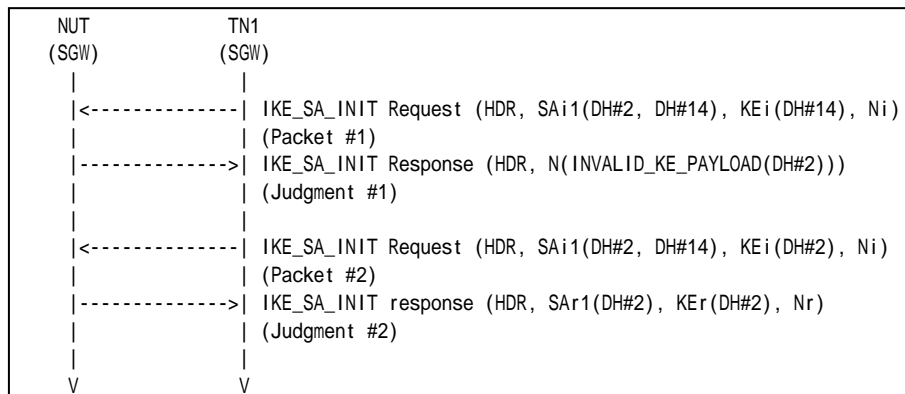 NUT TN1
(SGW) (SGW)
| |
|<--------------| IKE_SA_INIT Request (HDR, SAi1(DH#2, DH#14), KEi(DH#14), Ni)
| | (Packet #1)
|-------------->| IKE_SA_INIT Response (HDR, N(INVALID_KE_PAYLOAD(DH#2)))
| | (Judgment #1)
| |
|<--------------| IKE_SA_INIT Request (HDR, SAi1(DH#2, DH#14), KEi(DH#2), Ni)
| | (Packet #2)
|-------------->| IKE_SA_INIT response (HDR, SAr1(DH#2), KEr(DH#2), Nr)
| | (Judgment #2)
| |
V V